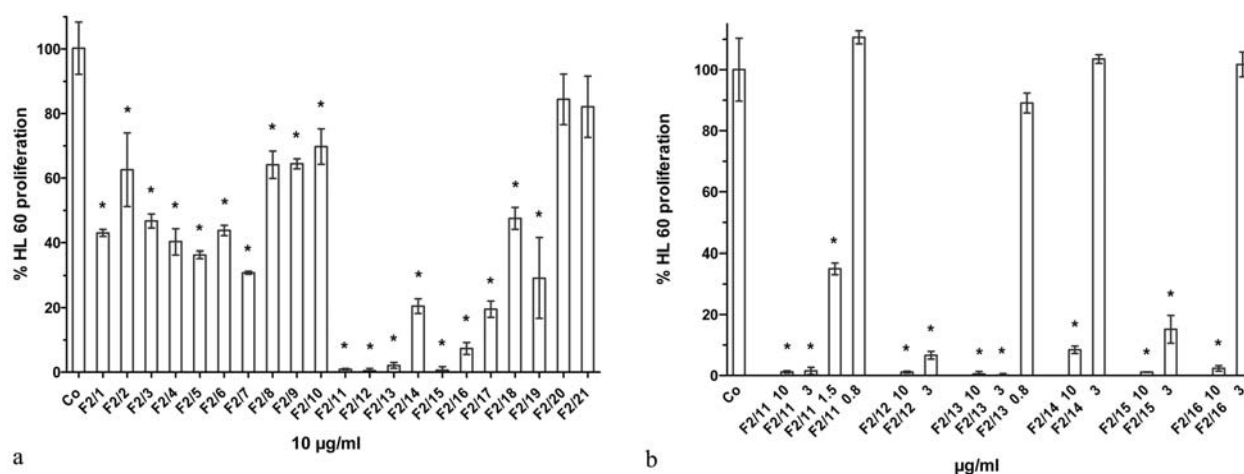 % HL 60 proliferation
100
80
60
40
20
0
* * * * * * * * * * * * * * * * * * *
Co F2/1 F2/2 F2/3 F2/4 F2/5 F2/6 F2/7 F2/8 F2/9 F2/10 F2/11 F2/12 F2/13 F2/14 F2/15 F2/16 F2/17 F2/18 F2/19 F2/20 F2/21
10 µg/ml
a
% HL 60 proliferation
100
80
60
40
20
0
* * * * * * * * * * *
Co F2/11 10 F2/11 3 F2/11 1.5 F2/11 0.8 F2/12 10 F2/12 3 F2/13 10 F2/13 3 F2/13 0.8 F2/14 10 F2/14 3 F2/15 10 F2/15 3 F2/16 10 F2/16 3
µg/ml
b